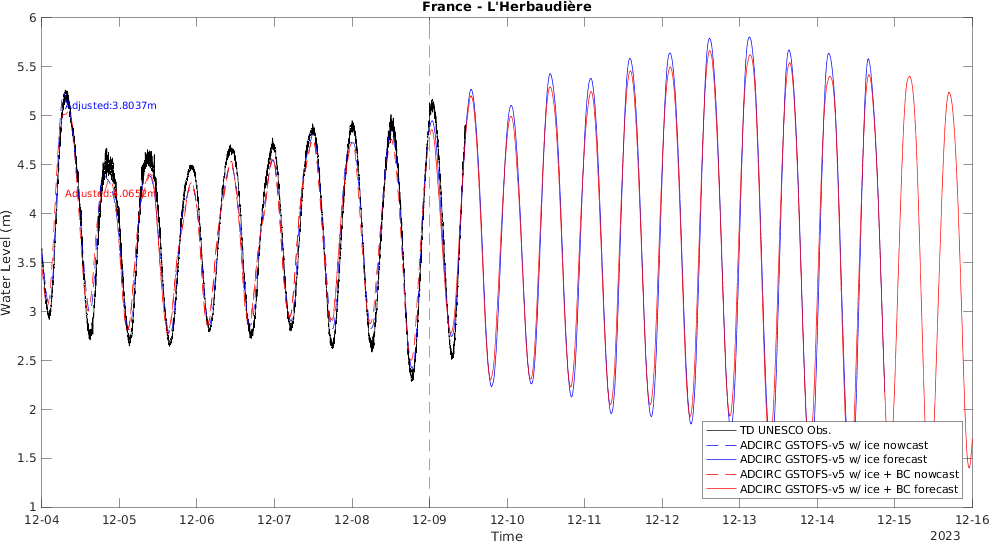 France - L'Herbaudière
Water Level (m)
6
5.5
5
4.5
4
3.5
3
2.5
2
1.5
1
Adjusted:3.8037m
TD UNESCO Obs.
ADCIRC GSTOFS-v5 w/ ice nowcast
ADCIRC GSTOFS-v5 w/ ice forecast
ADCIRC GSTOFS-v5 w/ ice + BC nowcast
ADCIRC GSTOFS-v5 w/ ice + BC forecast
12-04 12-05 12-06 12-07 12-08 12-09 12-10 12-11 12-12 12-13 12-14 12-15 12-16
Time
2023